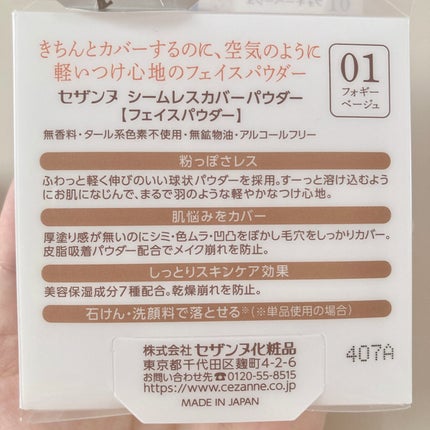 きちんとカバーするのに、空気のように
軽いつけ心地のフェイスパウダー
01
フォギー
ベージュ
セザンヌ シームレスカバーパウダー
【フェイスパウダー】
無香料・タール系色素不使用・無鉱物油・アルコールフリー
粉っぽさレス
ふわっと軽く伸びのいい球状パウダーを採用。すーっと溶け込むよう
にお肌になじんで、まるで羽のような軽やかなつけ心地。
肌悩みをカバー
厚塗り感が無いのにシミ・色ムラ・凹凸をぼかし毛穴をしっかりカバー。
皮脂吸着パウダー配合でメイク崩れを防止。
しっとりスキンケア効果
美容保湿成分7種配合。乾燥崩れを防止。
石けん・洗顔料で落とせる※(※単品使用の場合)
株式会社 セザンヌ化粧品
東京都千代田区麹町4-2-6
お問い合わせ先☎0120-55-8515
https://www.cezanne.co.jp
MADE IN JAPAN
407A